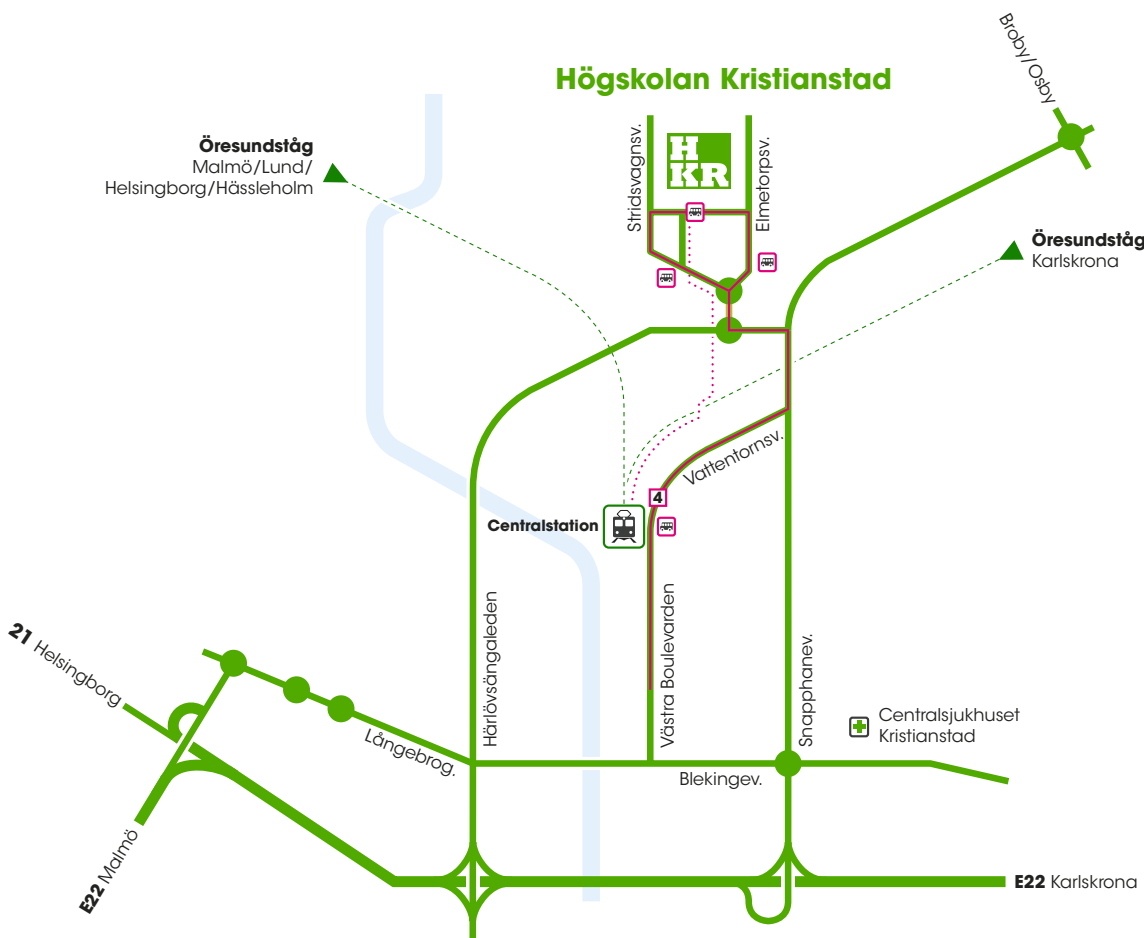 Högskolan Kristianstad
Broby/Osby
Öresundståg
Malmö/Lund/
Helsingborg/Hässleholm
Stridsvagnsv.
H
KR
Elmetorpsv.
Öresundståg
Karlskrona
Vattentornsv.
4
Centralstation
Härlövsängaleden
Västra Boulevarden
Snapphanev.
21 Helsingborg
Centralsjukhuset
Kristianstad
Långebrog.
Blekingev.
E22 Malmö
E22 Karlskrona